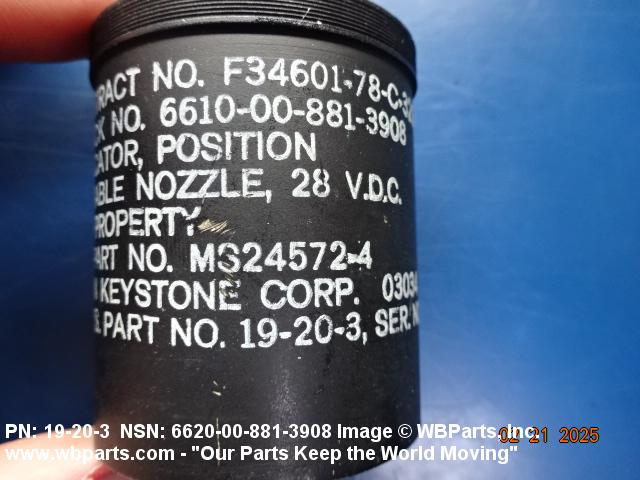 RACT NO. F34601-78-C-32
CK NO. 6610-00-881-3908
CATOR, POSITION
ABLE NOZZLE, 28 V.D.C.
PROPERTY
ART NO. MS24572-4
N KEYSTONE CORP. 0303
& PART NO. 19-20-3, SER. NO
PN: 19-20-3 NSN: 6620-00-881-3908 Image © WBParts, Inc.
02 21 2025
www.wbparts.com - "Our Parts Keep the World Moving"